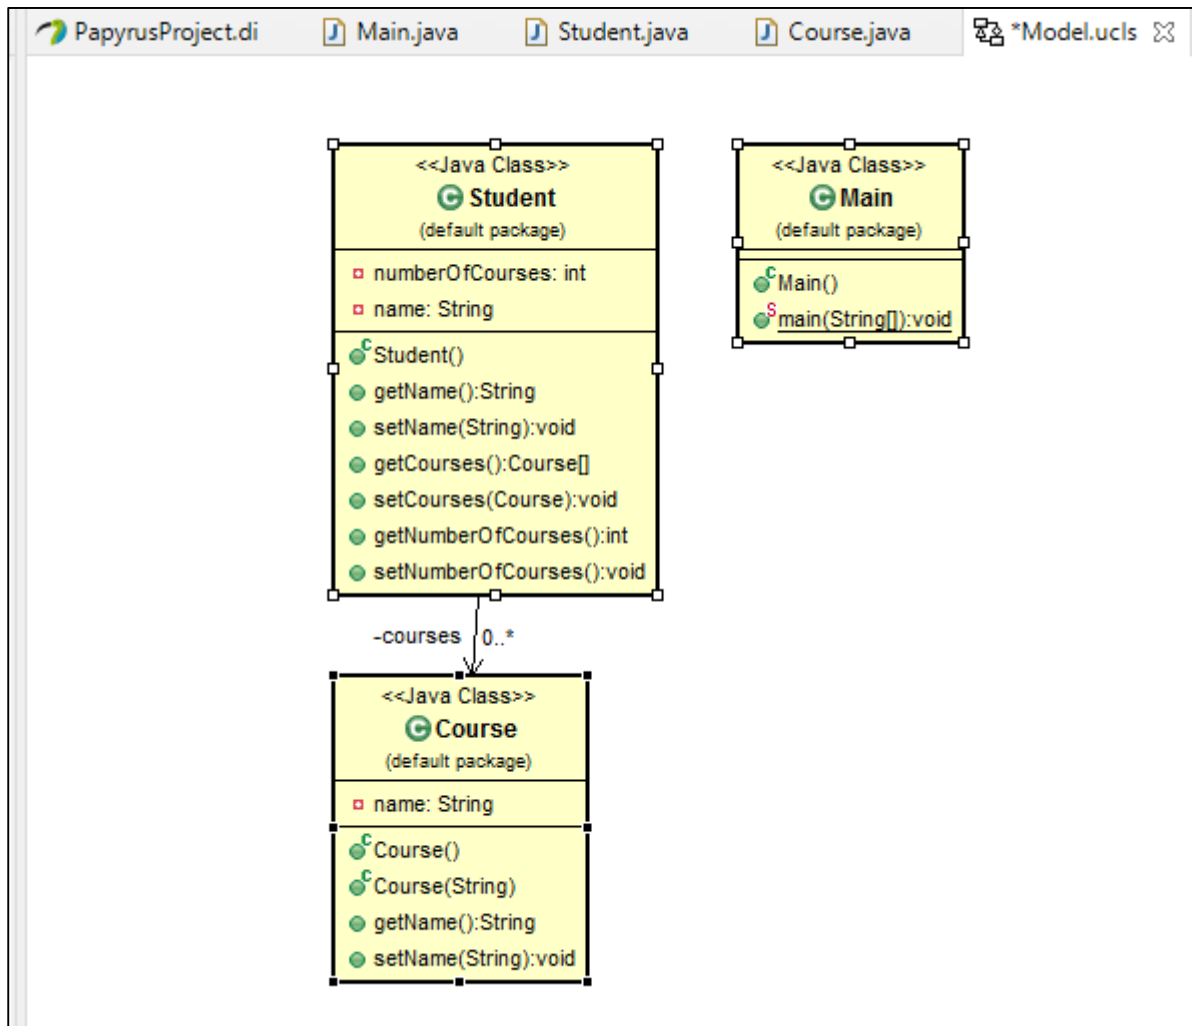 PapyrusProject.di Main.java Student.java Course.java *Model.ucls
<<Java Class>>
C Student
(default package)
numberOfCourses: int
name: String
C Student()
getName():String
setName(String):void
getCourses():Course[]
setCourses(Course):void
getNumberOfCourses():int
setNumberOfCourses():void
<<Java Class>>
C Main
(default package)
C Main()
S main(String[]):void
-courses 0..*
<<Java Class>>
C Course
(default package)
name: String
C Course()
C Course(String)
getName():String
setName(String):void